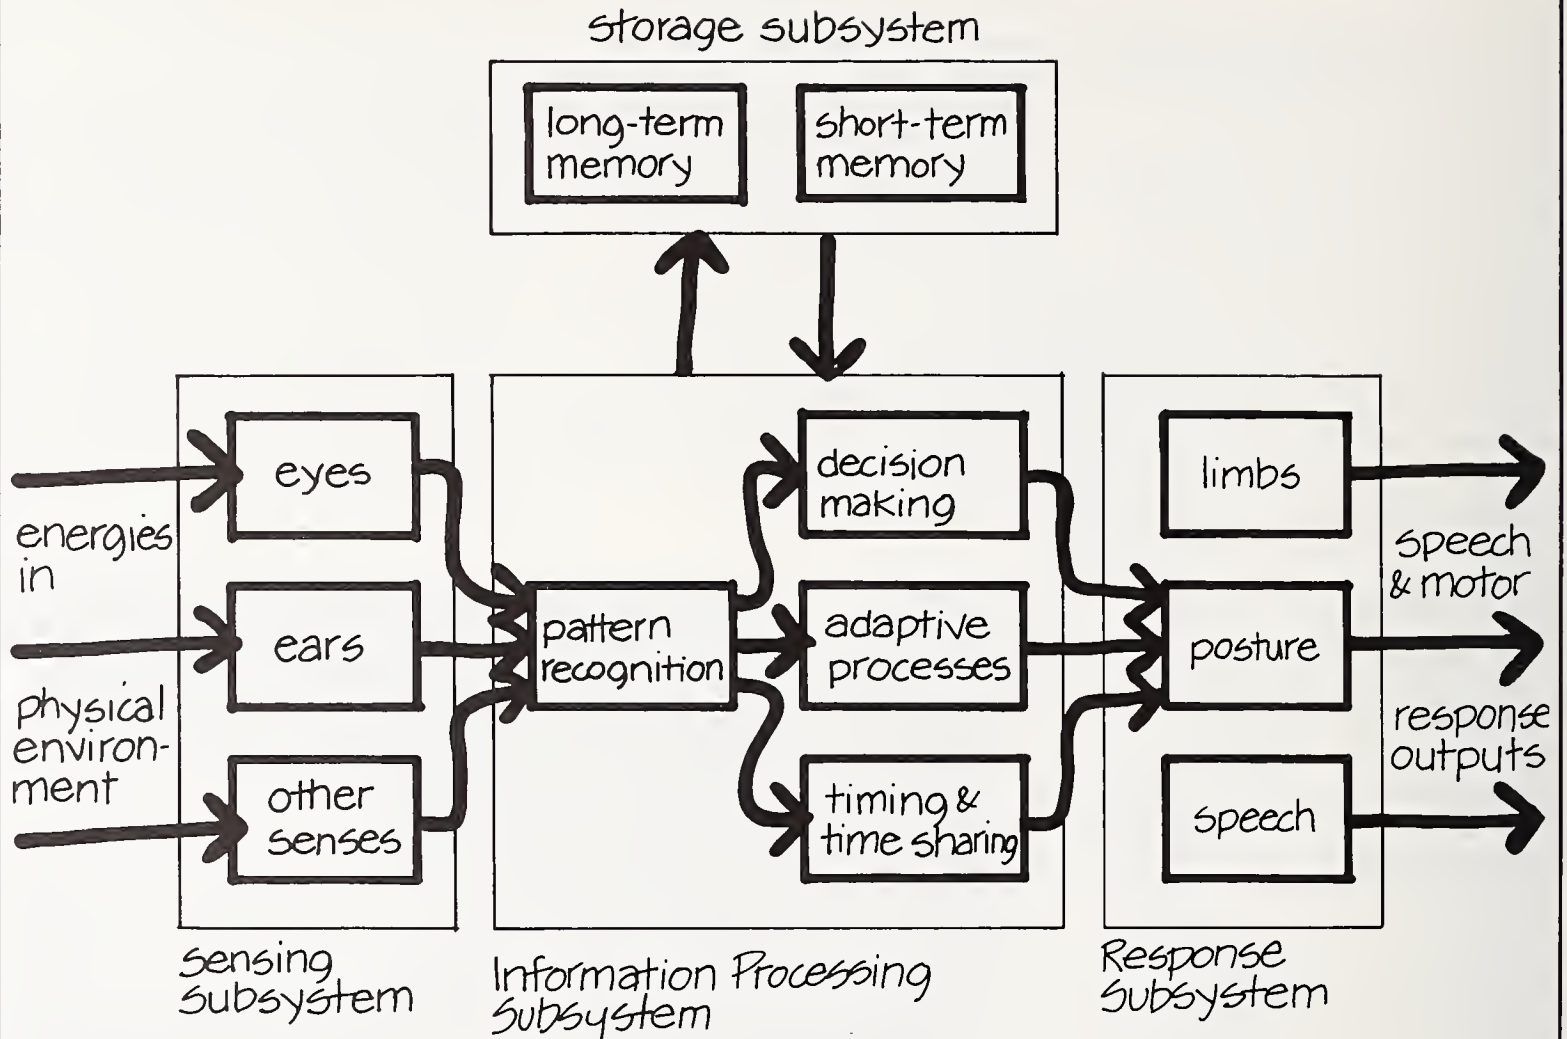 storage subsystem
long-term
memory
short-term
memory
energies
in
physical
environ-
ment
eyes
ears
other
senses
pattern
recognition
decision
making
adaptive
processes
timing &
time sharing
limbs
posture
speech
speech
& motor
response
outputs
Sensing
Subsystem
Information Processing
Subsystem
Response
Subsystem